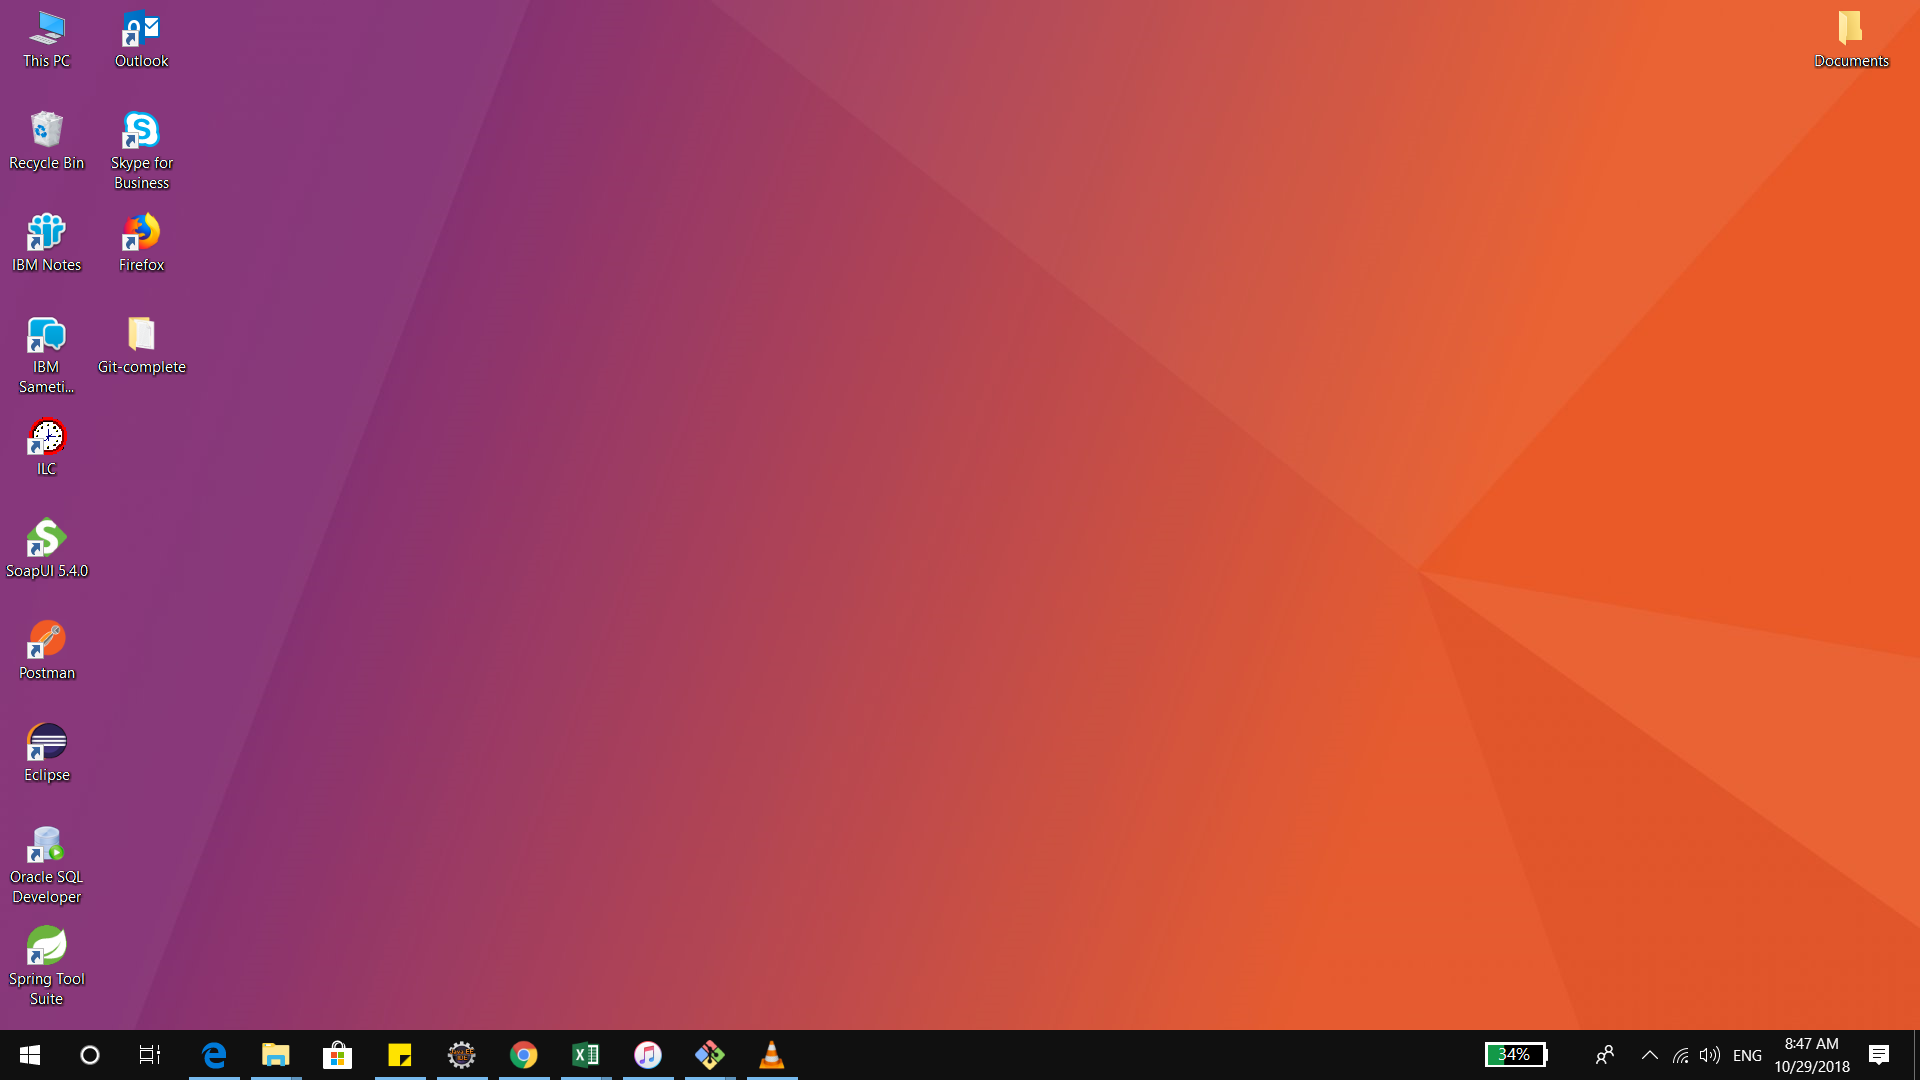 This PC
Outlook
Documents
Recycle Bin
Skype for
Business
IBM Notes
Firefox
IBM
Sameti...
Git-complete
ILC
SoapUI 5.4.0
Postman
Eclipse
Oracle SQL
Developer
Spring Tool
Suite
34%
ENG
8:47 AM
10/29/2018